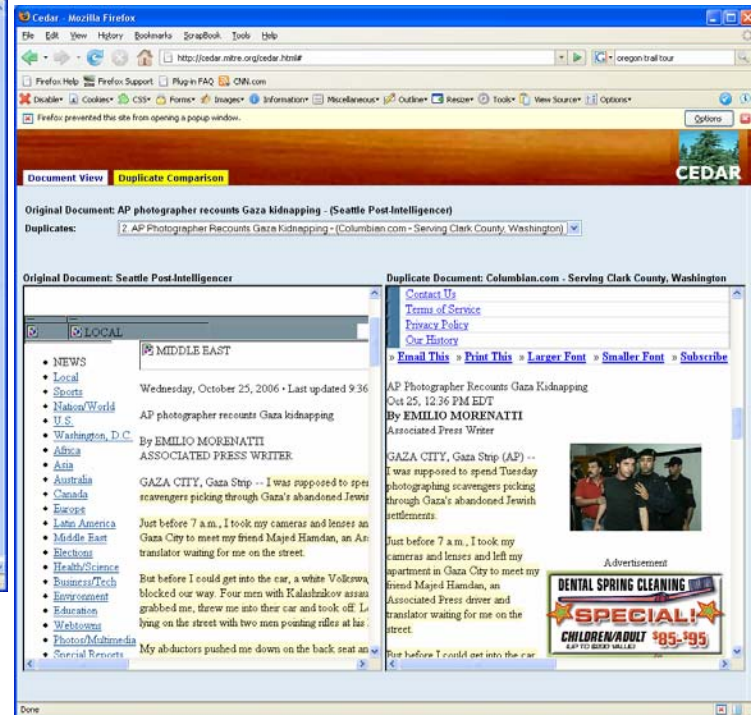 Cedar - Mozilla Firefox
File Edit View History Bookmarks ScrapBook Tools Help
http://cedar.mitre.org/cedar.html#
oregon trail tour
Firefox Help Firefox Support Plug-in FAQ CNN.com
Disable Cookies CSS Forms Images Information Miscellaneous Outline Resize Tools View Source Options
Firefox prevented this site from opening a popup window.
Options
Document View Duplicate Comparison
CEDAR
Original Document: AP photographer recounts Gaza kidnapping - (Seattle Post-Intelligencer)
Duplicates: 2. AP Photographer Recounts Gaza Kidnapping - (Columbian.com - Serving Clark County, Washington)
Original Document: Seattle Post-Intelligencer
LOCAL
MIDDLE EAST
NEWS
Local
Sports
Nation/World
U.S.
Washington, D.C.
Africa
Asia
Australia
Canada
Europe
Latin America
Middle East
Elections
Health/Science
Business/Tech
Environment
Education
Webtowns
Photos/Multimedia
Special Reports
Wednesday, October 25, 2006 · Last updated 9:36
AP photographer recounts Gaza kidnapping
By EMILIO MORENATTI
ASSOCIATED PRESS WRITER
GAZA CITY, Gaza Strip -- I was supposed to spe
scavengers picking through Gaza's abandoned Jewis
Just before 7 a.m., I took my cameras and lenses an
Gaza City to meet my friend Majed Hamdan, an As
translator waiting for me on the street.
But before I could get into the car, a white Volkswa
blocked our way. Four men with Kalashnikov assau
grabbed me, threw me into their car and took off. L
lying on the street with two men pointing rifles at his
My abductors pushed me down on the back seat an
Duplicate Document: Columbian.com - Serving Clark County, Washington
Contact Us
Terms of Service
Privacy Policy
Our History
» Email This » Print This » Larger Font » Smaller Font » Subscribe
AP Photographer Recounts Gaza Kidnapping
Oct 25, 12:36 PM EDT
By EMILIO MORENATTI
Associated Press Writer
GAZA CITY, Gaza Strip (AP) --
I was supposed to spend Tuesday
photographing scavengers picking
through Gaza's abandoned Jewish
settlements.
Just before 7 a.m., I took my
cameras and lenses and left my
apartment in Gaza City to meet my
friend Majed Hamdan, an
Associated Press driver and
translator waiting for me on the
street.
But before I could get into the car
Advertisement
DENTAL SPRING CLEANING
SPECIAL!
CHILDREN/ADULT $85-$95
(UP TO $200 VALUE)
Done